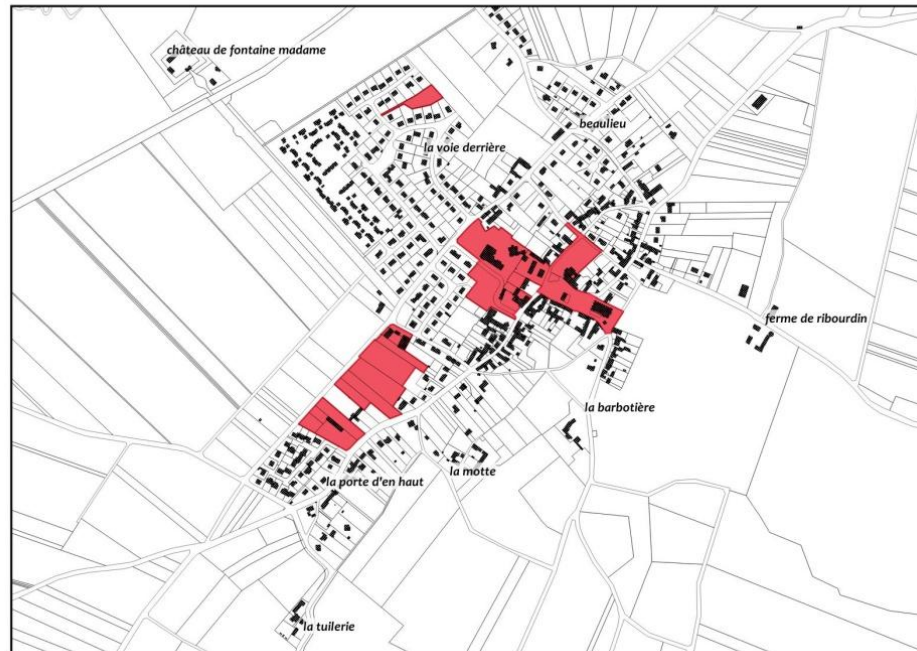 château de fontaine madame
beaulieu
la voie derrière
ferme de ribourdin
la barbotière
la motte
la porte d'en haut
la tuilerie